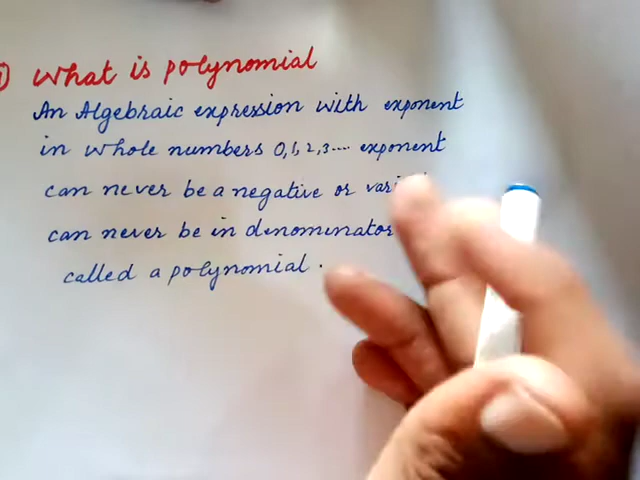 1) What is polynomial
An Algebraic expression with exponent
in whole numbers 0,1,2,3.... exponent
can never be a negative or
can never be in denominator
called a polynomial.